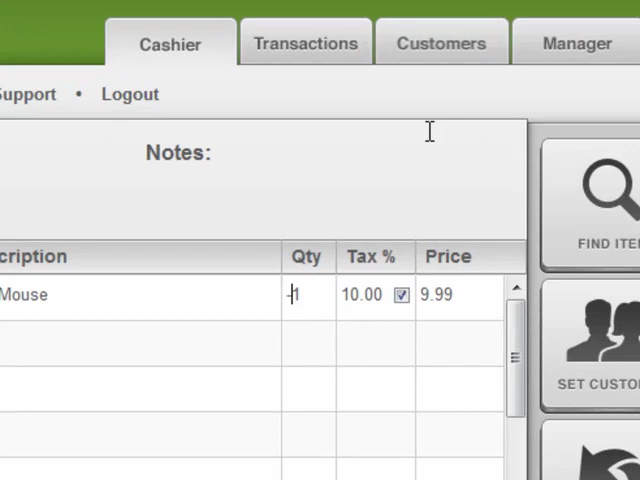 Cashier Transactions Customers Manager
Support • Logout
Notes:
cription Qty Tax % Price
Mouse -1 10.00 9.99
FIND ITE
SET CUSTO